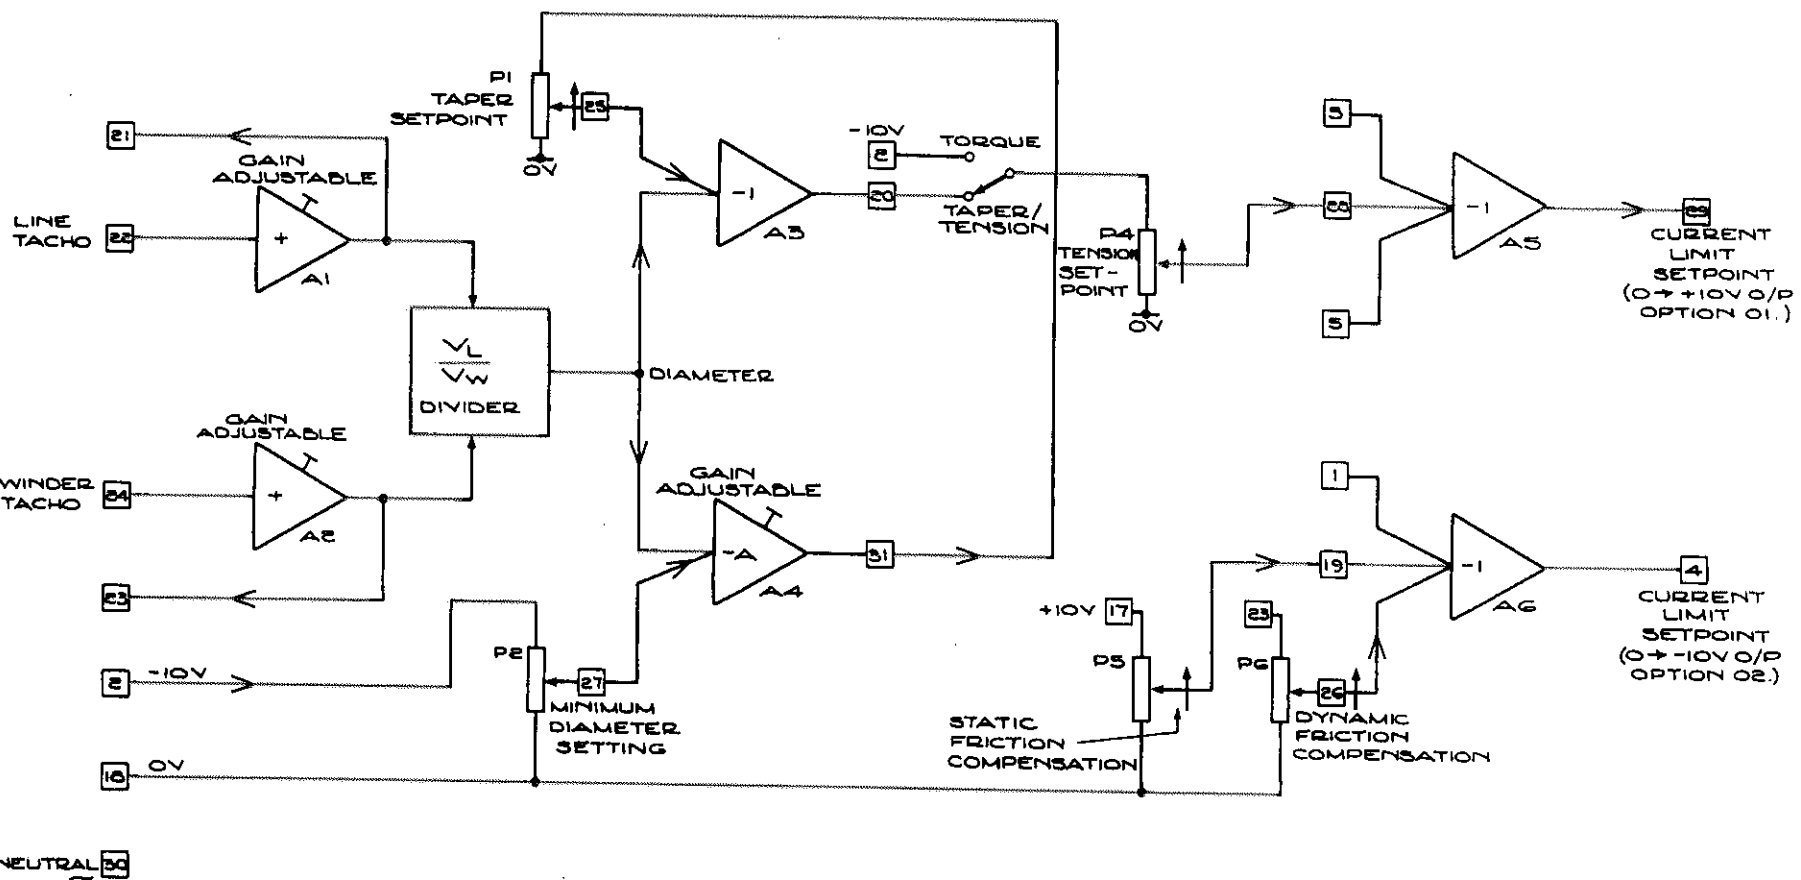 P1
TAPER
SETPOINT
25
0V
21
GAIN
ADJUSTABLE
LINE
TACHO
22
+
A1
-1
A3
-10V
2
TORQUE
20
TAPER/
TENSION
P4
TENSION
SET-
POINT
0V
5
28
5
-1
A5
29
CURRENT
LIMIT
SETPOINT
(0→+10V O/P
OPTION 01.)
VL
VW
DIVIDER
DIAMETER
GAIN
ADJUSTABLE
WINDER
TACHO
+
A2
23
GAIN
ADJUSTABLE
-A
A4
31
2
-10V
P2
27
MINIMUM
DIAMETER
SETTING
0V
+10V
17
P5
STATIC
FRICTION
COMPENSATION
23
P6
26
DYNAMIC
FRICTION
COMPENSATION
1
19
-1
A6
4
CURRENT
LIMIT
SETPOINT
(0→-10V O/P
OPTION 02.)
NEUTRAL
30